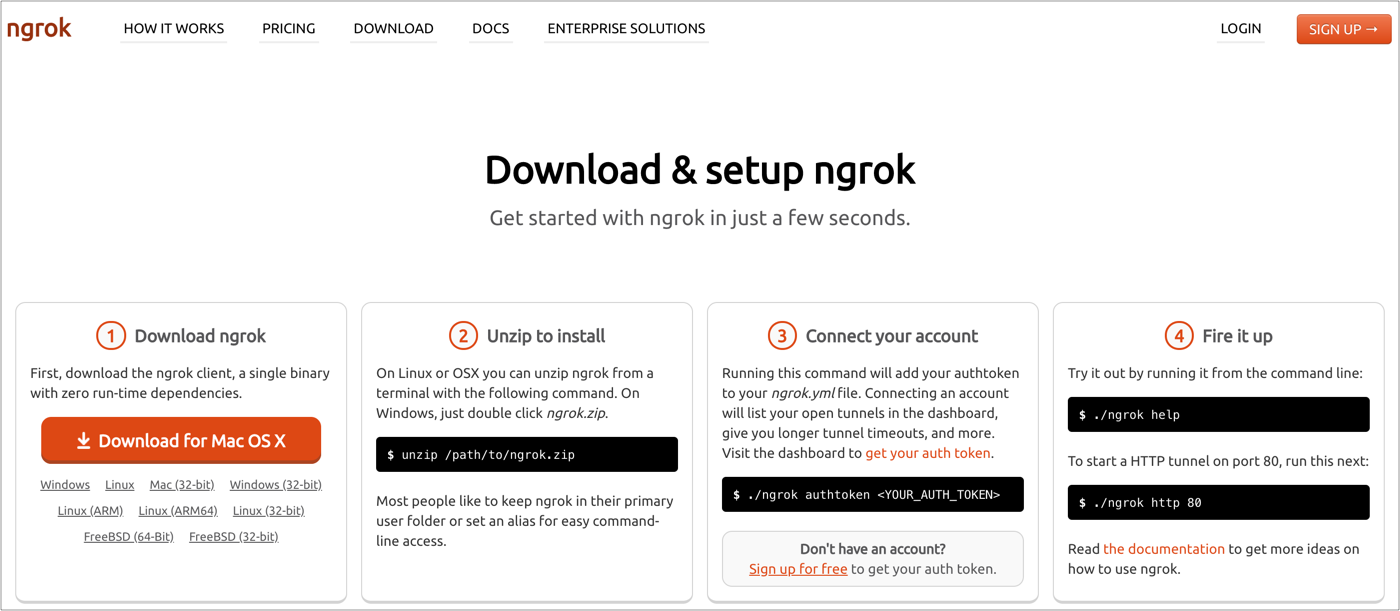 ngrok HOW IT WORKS PRICING DOWNLOAD DOCS ENTERPRISE SOLUTIONS LOGIN SIGN UP →
Download & setup ngrok
Get started with ngrok in just a few seconds.
1 Download ngrok
First, download the ngrok client, a single binary
with zero run-time dependencies.
Download for Mac OS X
Windows Linux Mac (32-bit) Windows (32-bit)
Linux (ARM) Linux (ARM64) Linux (32-bit)
FreeBSD (64-Bit) FreeBSD (32-bit)
2 Unzip to install
On Linux or OSX you can unzip ngrok from a
terminal with the following command. On
Windows, just double click ngrok.zip.
$ unzip /path/to/ngrok.zip
Most people like to keep ngrok in their primary
user folder or set an alias for easy command-
line access.
3 Connect your account
Running this command will add your authtoken
to your ngrok.yml file. Connecting an account
will list your open tunnels in the dashboard,
give you longer tunnel timeouts, and more.
Visit the dashboard to get your auth token.
$ ./ngrok authtoken <YOUR_AUTH_TOKEN>
Don't have an account?
Sign up for free to get your auth token.
4 Fire it up
Try it out by running it from the command line:
$ ./ngrok help
To start a HTTP tunnel on port 80, run this next:
$ ./ngrok http 80
Read the documentation to get more ideas on
how to use ngrok.